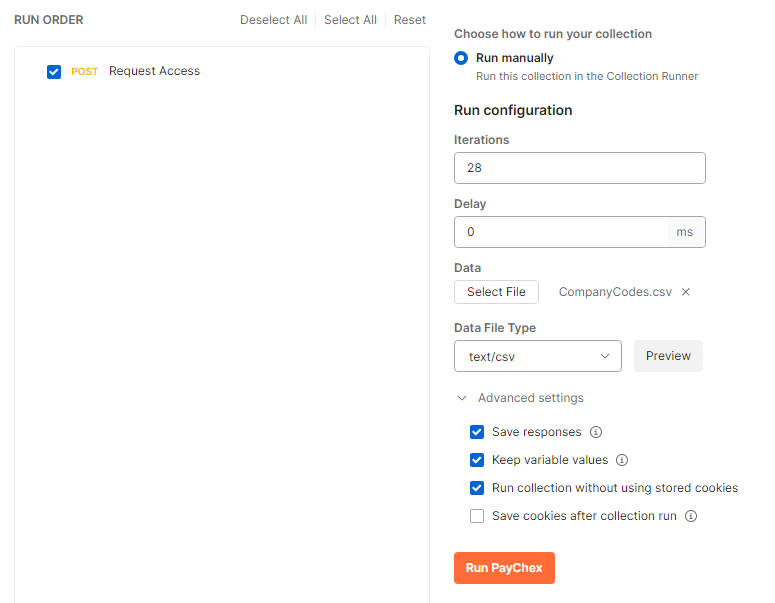 RUN ORDER
Deselect All
Select All
Reset
POST Request Access
Choose how to run your collection
Run manually
Run this collection in the Collection Runner
Run configuration
Iterations
28
Delay
0 ms
Data
Select File CompanyCodes.csv
Data File Type
text/csv Preview
Advanced settings
Save responses
Keep variable values
Run collection without using stored cookies
Save cookies after collection run
Run PayChex